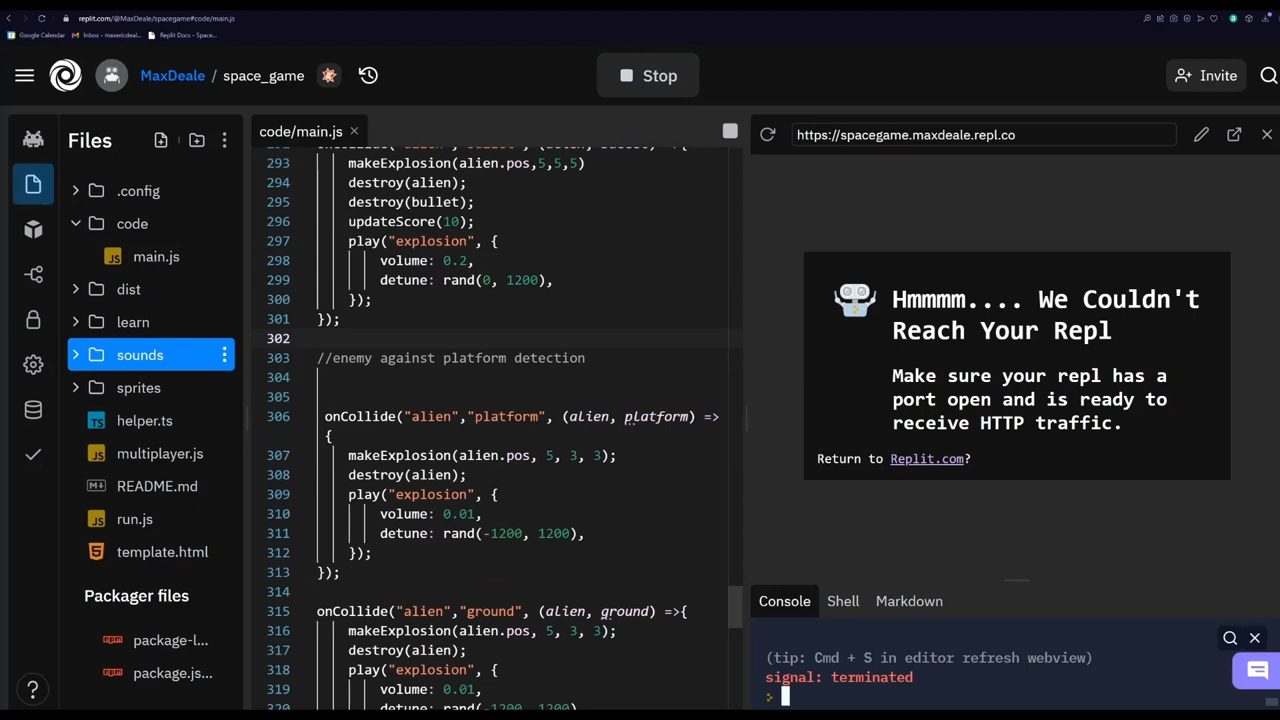 replit.com/@MaxDeale/spacegame#code/main.js
Google Calendar
Inbox - maxericdeal...
Replit Docs - Space...
MaxDeale / space_game
Stop
Invite
Files
.config
code
main.js
dist
learn
sounds
sprites
helper.ts
multiplayer.js
README.md
run.js
template.html
Packager files
package-l...
package.js...
code/main.js
293 makeExplosion(alien.pos,5,5,5)
294 destroy(alien);
295 destroy(bullet);
296 updateScore(10);
297 play("explosion", {
298 volume: 0.2,
299 detune: rand(0, 1200),
300 });
301 });
302
303 //enemy against platform detection
304
305
306 onCollide("alien","platform", (alien, platform) =>
{
307 makeExplosion(alien.pos, 5, 3, 3);
308 destroy(alien);
309 play("explosion", {
310 volume: 0.01,
311 detune: rand(-1200, 1200),
312 });
313 });
314
315 onCollide("alien","ground", (alien, ground) =>{
316 makeExplosion(alien.pos, 5, 3, 3);
317 destroy(alien);
318 play("explosion", {
319 volume: 0.01,
320 detune: rand(-1200, 1200),
https://spacegame.maxdeale.repl.co
Hmmmm.... We Couldn't
Reach Your Repl
Make sure your repl has a
port open and is ready to
receive HTTP traffic.
Return to Replit.com?
Console
Shell
Markdown
(tip: Cmd + S in editor refresh webview)
signal: terminated